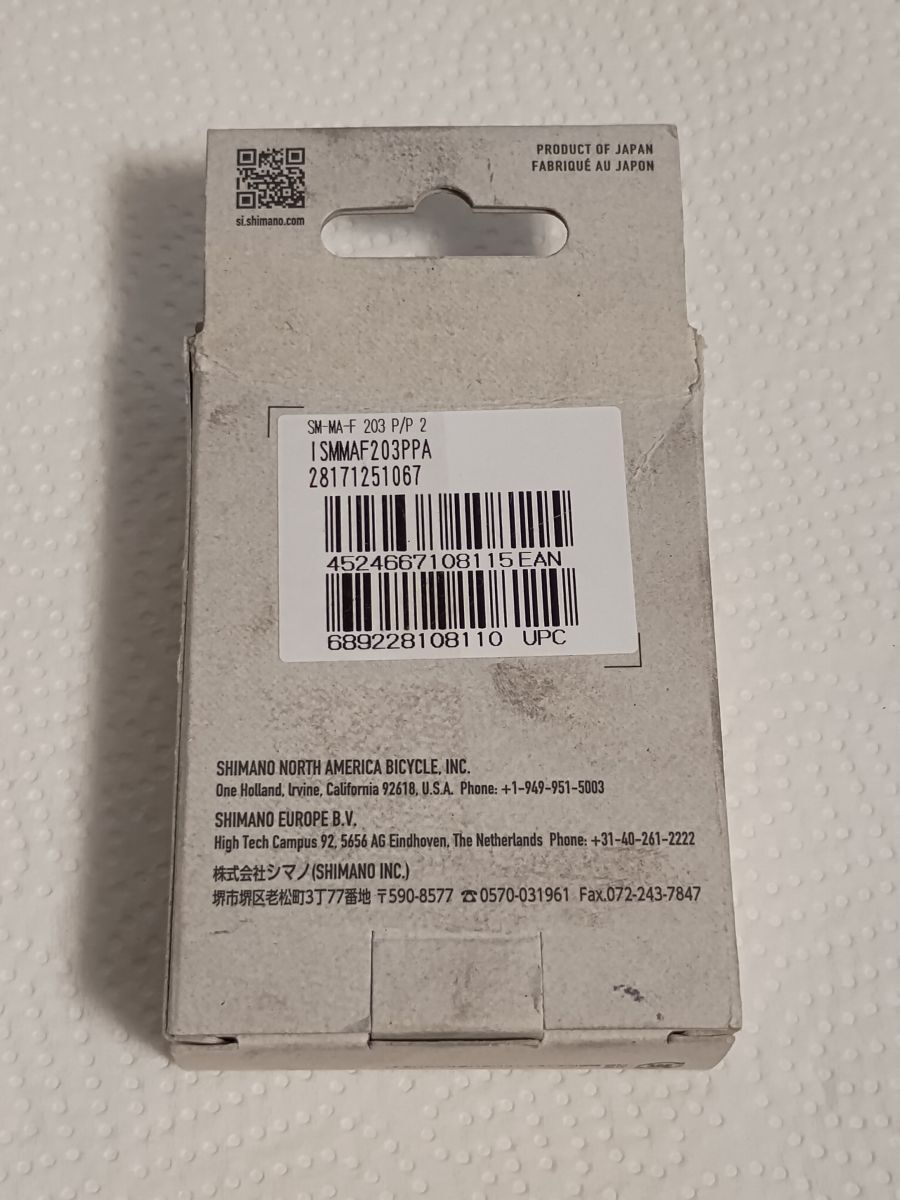 PRODUCT OF JAPAN
FABRIQUÉ AU JAPON
si.shimano.com
SM-MA-F 203 P/P 2
ISMMAF203PPA
28171251067
4524667108115 EAN
689228108110 UPC
SHIMANO NORTH AMERICA BICYCLE, INC.
One Holland, Irvine, California 92618, U.S.A. Phone: +1-949-951-5003
SHIMANO EUROPE B.V.
High Tech Campus 92, 5656 AG Eindhoven, The Netherlands Phone: +31-40-261-2222
株式会社シマノ(SHIMANO INC.)
堺市堺区老松町3丁77番地 〒590-8577 ☎0570-031961 Fax.072-243-7847